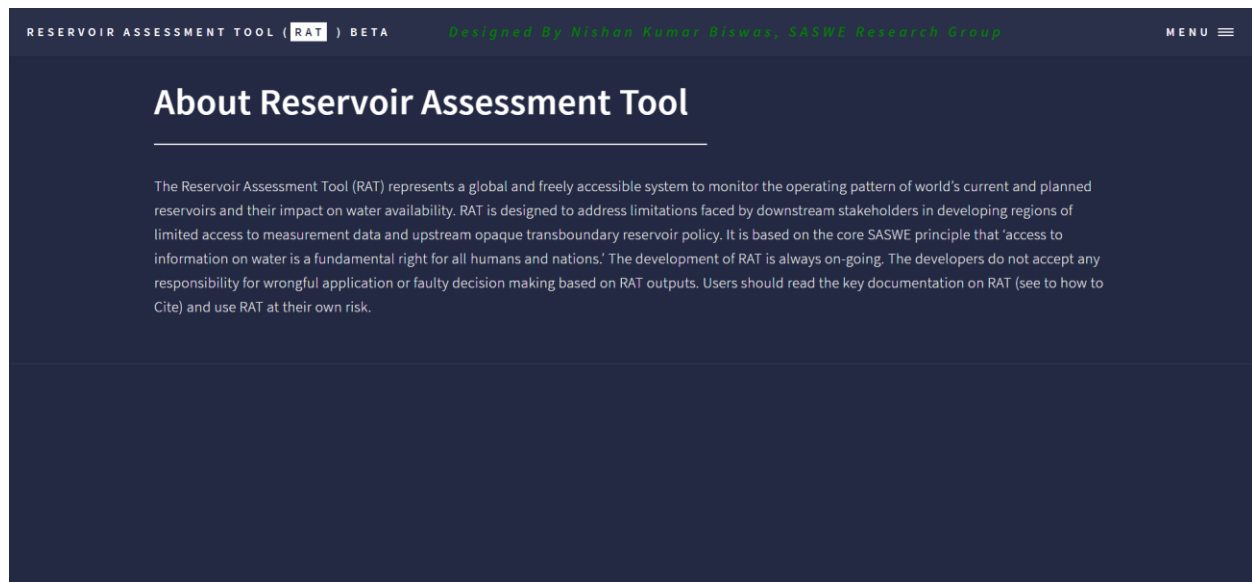 RESERVOIR ASSESSMENT TOOL (RAT ) BETA
Designed By Nishan Kumar Biswas, SASWE Research Group
MENU
About Reservoir Assessment Tool
The Reservoir Assessment Tool (RAT) represents a global and freely accessible system to monitor the operating pattern of world's current and planned
reservoirs and their impact on water availability. RAT is designed to address limitations faced by downstream stakeholders in developing regions of
limited access to measurement data and upstream opaque transboundary reservoir policy. It is based on the core SASWE principle that ‘access to
information on water is a fundamental right for all humans and nations.’ The development of RAT is always on-going. The developers do not accept any
responsibility for wrongful application or faulty decision making based on RAT outputs. Users should read the key documentation on RAT (see to how to
Cite) and use RAT at their own risk.